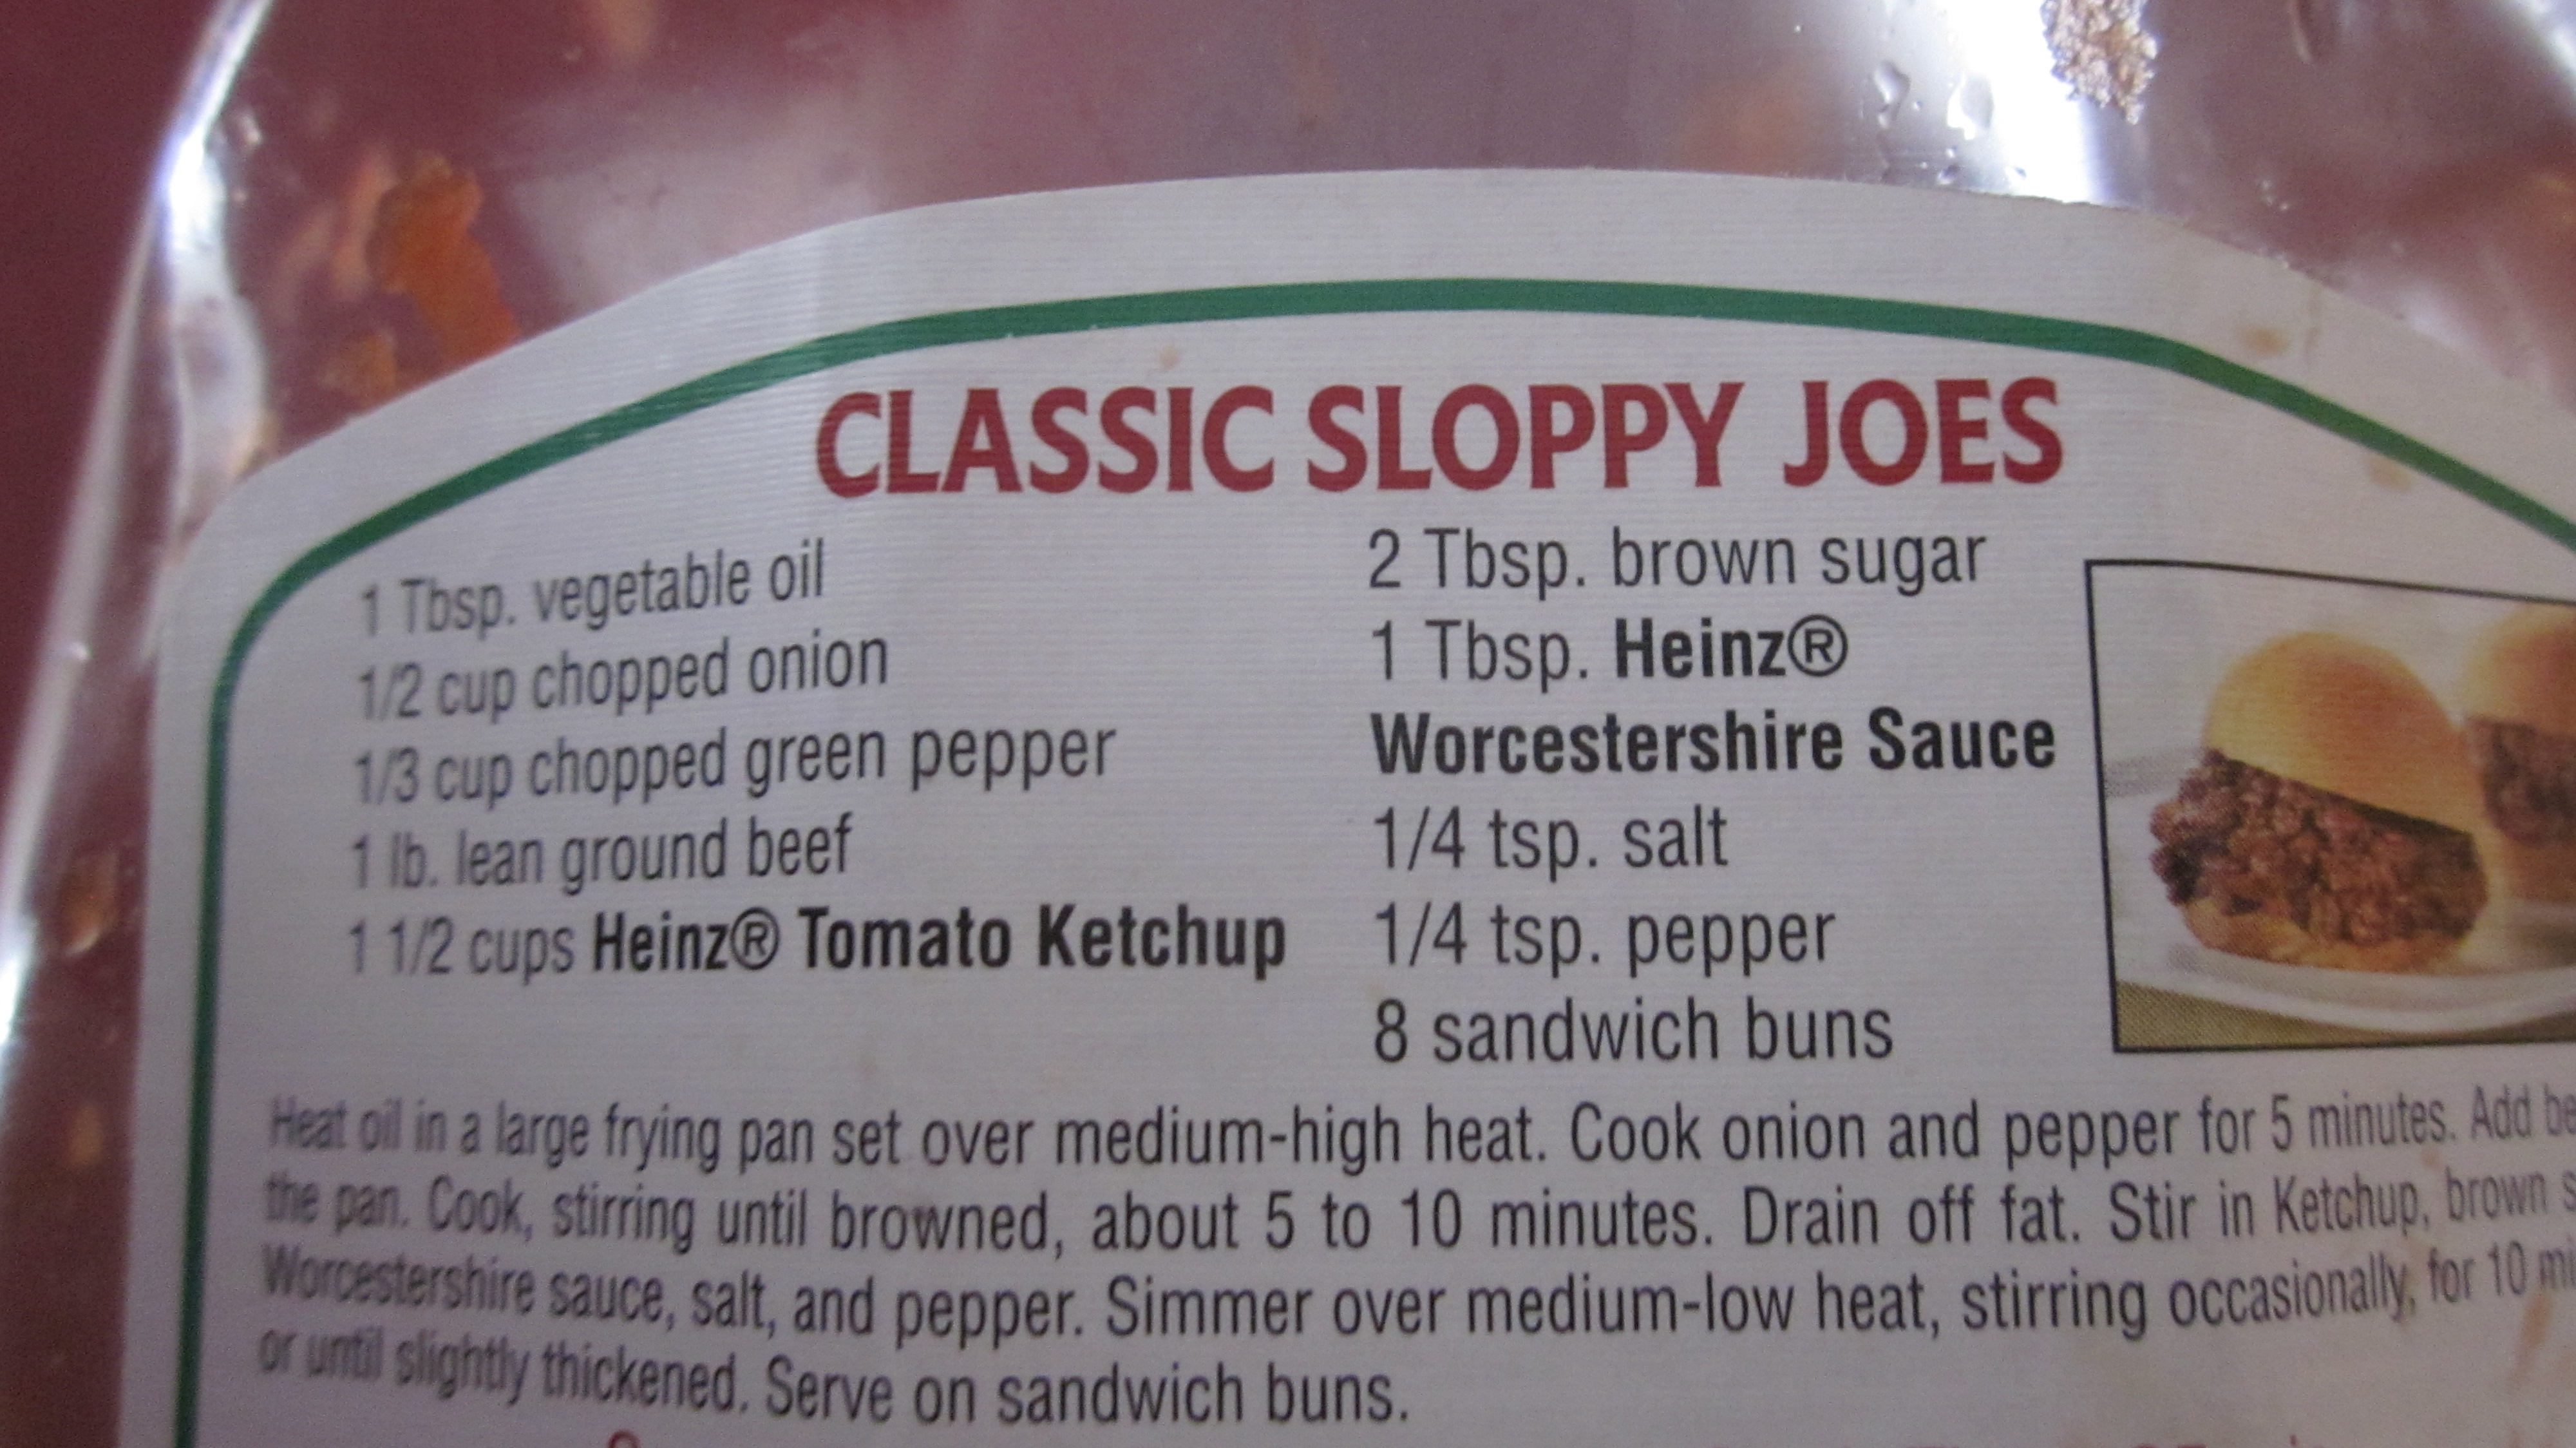 CLASSIC SLOPPY JOES
1 Tbsp. vegetable oil
1/2 cup chopped onion
1/3 cup chopped green pepper
1 lb. lean ground beef
1 1/2 cups Heinz® Tomato Ketchup
2 Tbsp. brown sugar
1 Tbsp. Heinz®
Worcestershire Sauce
1/4 tsp. salt
1/4 tsp. pepper
8 sandwich buns
Heat oil in a large frying pan set over medium-high heat. Cook onion and pepper for 5 minutes. Add
the pan. Cook, stirring until browned, about 5 to 10 minutes. Drain off fat. Stir in Ketchup, brown
Worcestershire sauce, salt, and pepper. Simmer over medium-low heat, stirring occasionally, for 10
or until slightly thickened. Serve on sandwich buns.